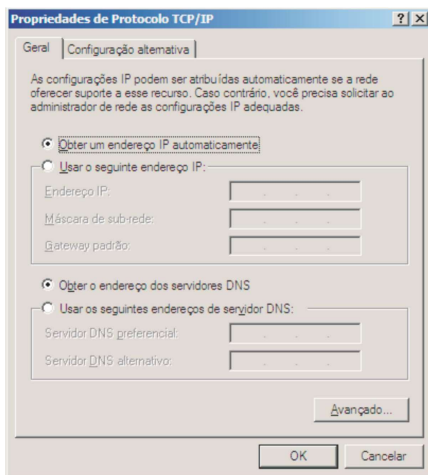 Propriedades de Protocolo TCP/IP
Geral
Configuração alternativa
As configurações IP podem ser atribuídas automaticamente se a rede
oferecer suporte a esse recurso. Caso contrário, você precisa solicitar ao
administrador de rede as configurações IP adequadas.
Obter um endereço IP automaticamente
Usar o seguinte endereço IP:
Endereço IP:
Máscara de sub-rede:
Gateway padrão:
Obter o endereço dos servidores DNS
Usar os seguintes endereços de servidor DNS:
Servidor DNS preferencial:
Servidor DNS alternativo:
Avançado...
OK
Cancelar